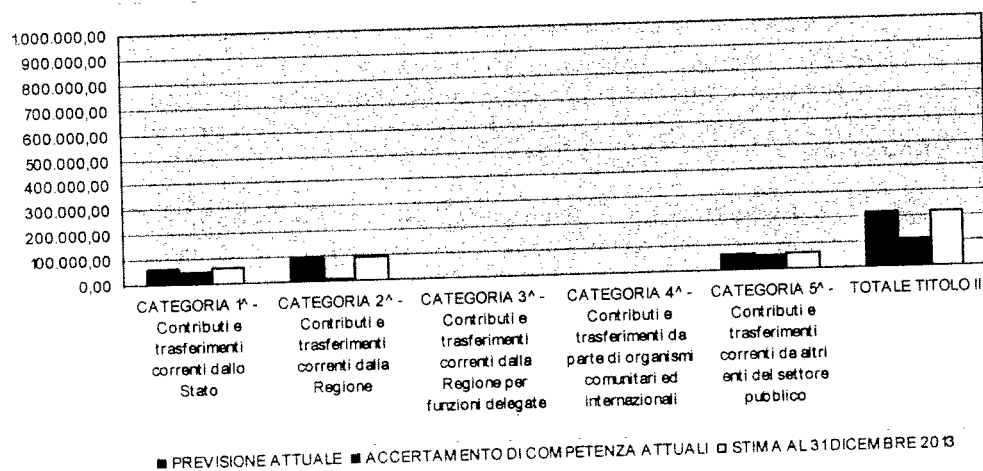 1.000.000,00
900.000,00
800.000,00
700.000,00
600.000,00
500.000,00
400.000,00
300.000,00
200.000,00
100.000,00
0,00
CATEGORIA 1^ -
Contributi e
trasferimenti
correnti dallo
Stato
CATEGORIA 2^ -
Contributi e
trasferimenti
correnti dalla
Regione
CATEGORIA 3^ -
Contributi e
trasferimenti
correnti dalla
Regione per
funzioni delegate
CATEGORIA 4^ -
Contributi e
trasferimenti da
parte di organismi
comunitari ed
internazionali
CATEGORIA 5^ -
Contributi e
trasferimenti
correnti da altri
enti del settore
pubblico
TOTALE TITOLO II
PREVISIONE ATTUALE ACCERTAMENTO DI COMPETENZA ATTUALI STIMA AL 31 DICEMBRE 2013